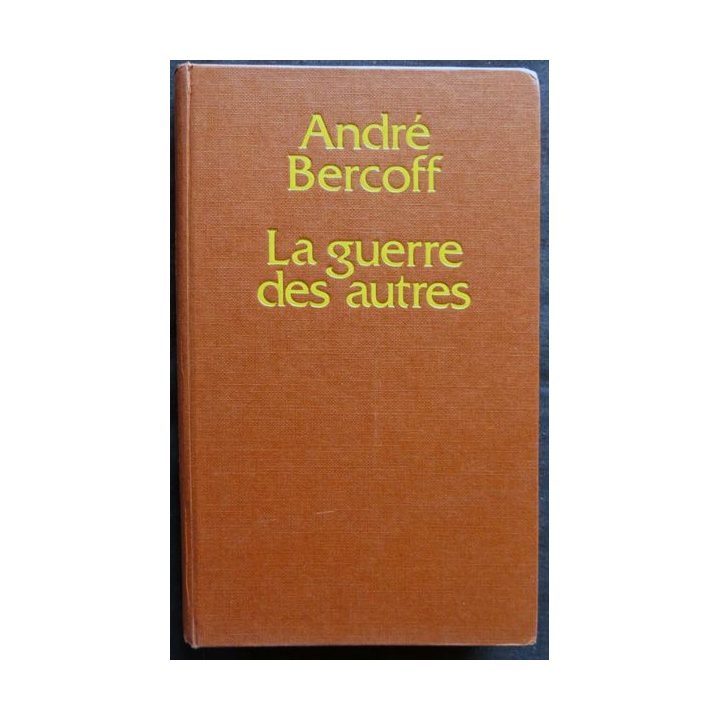 André
Bercoff
La guerre
des autres